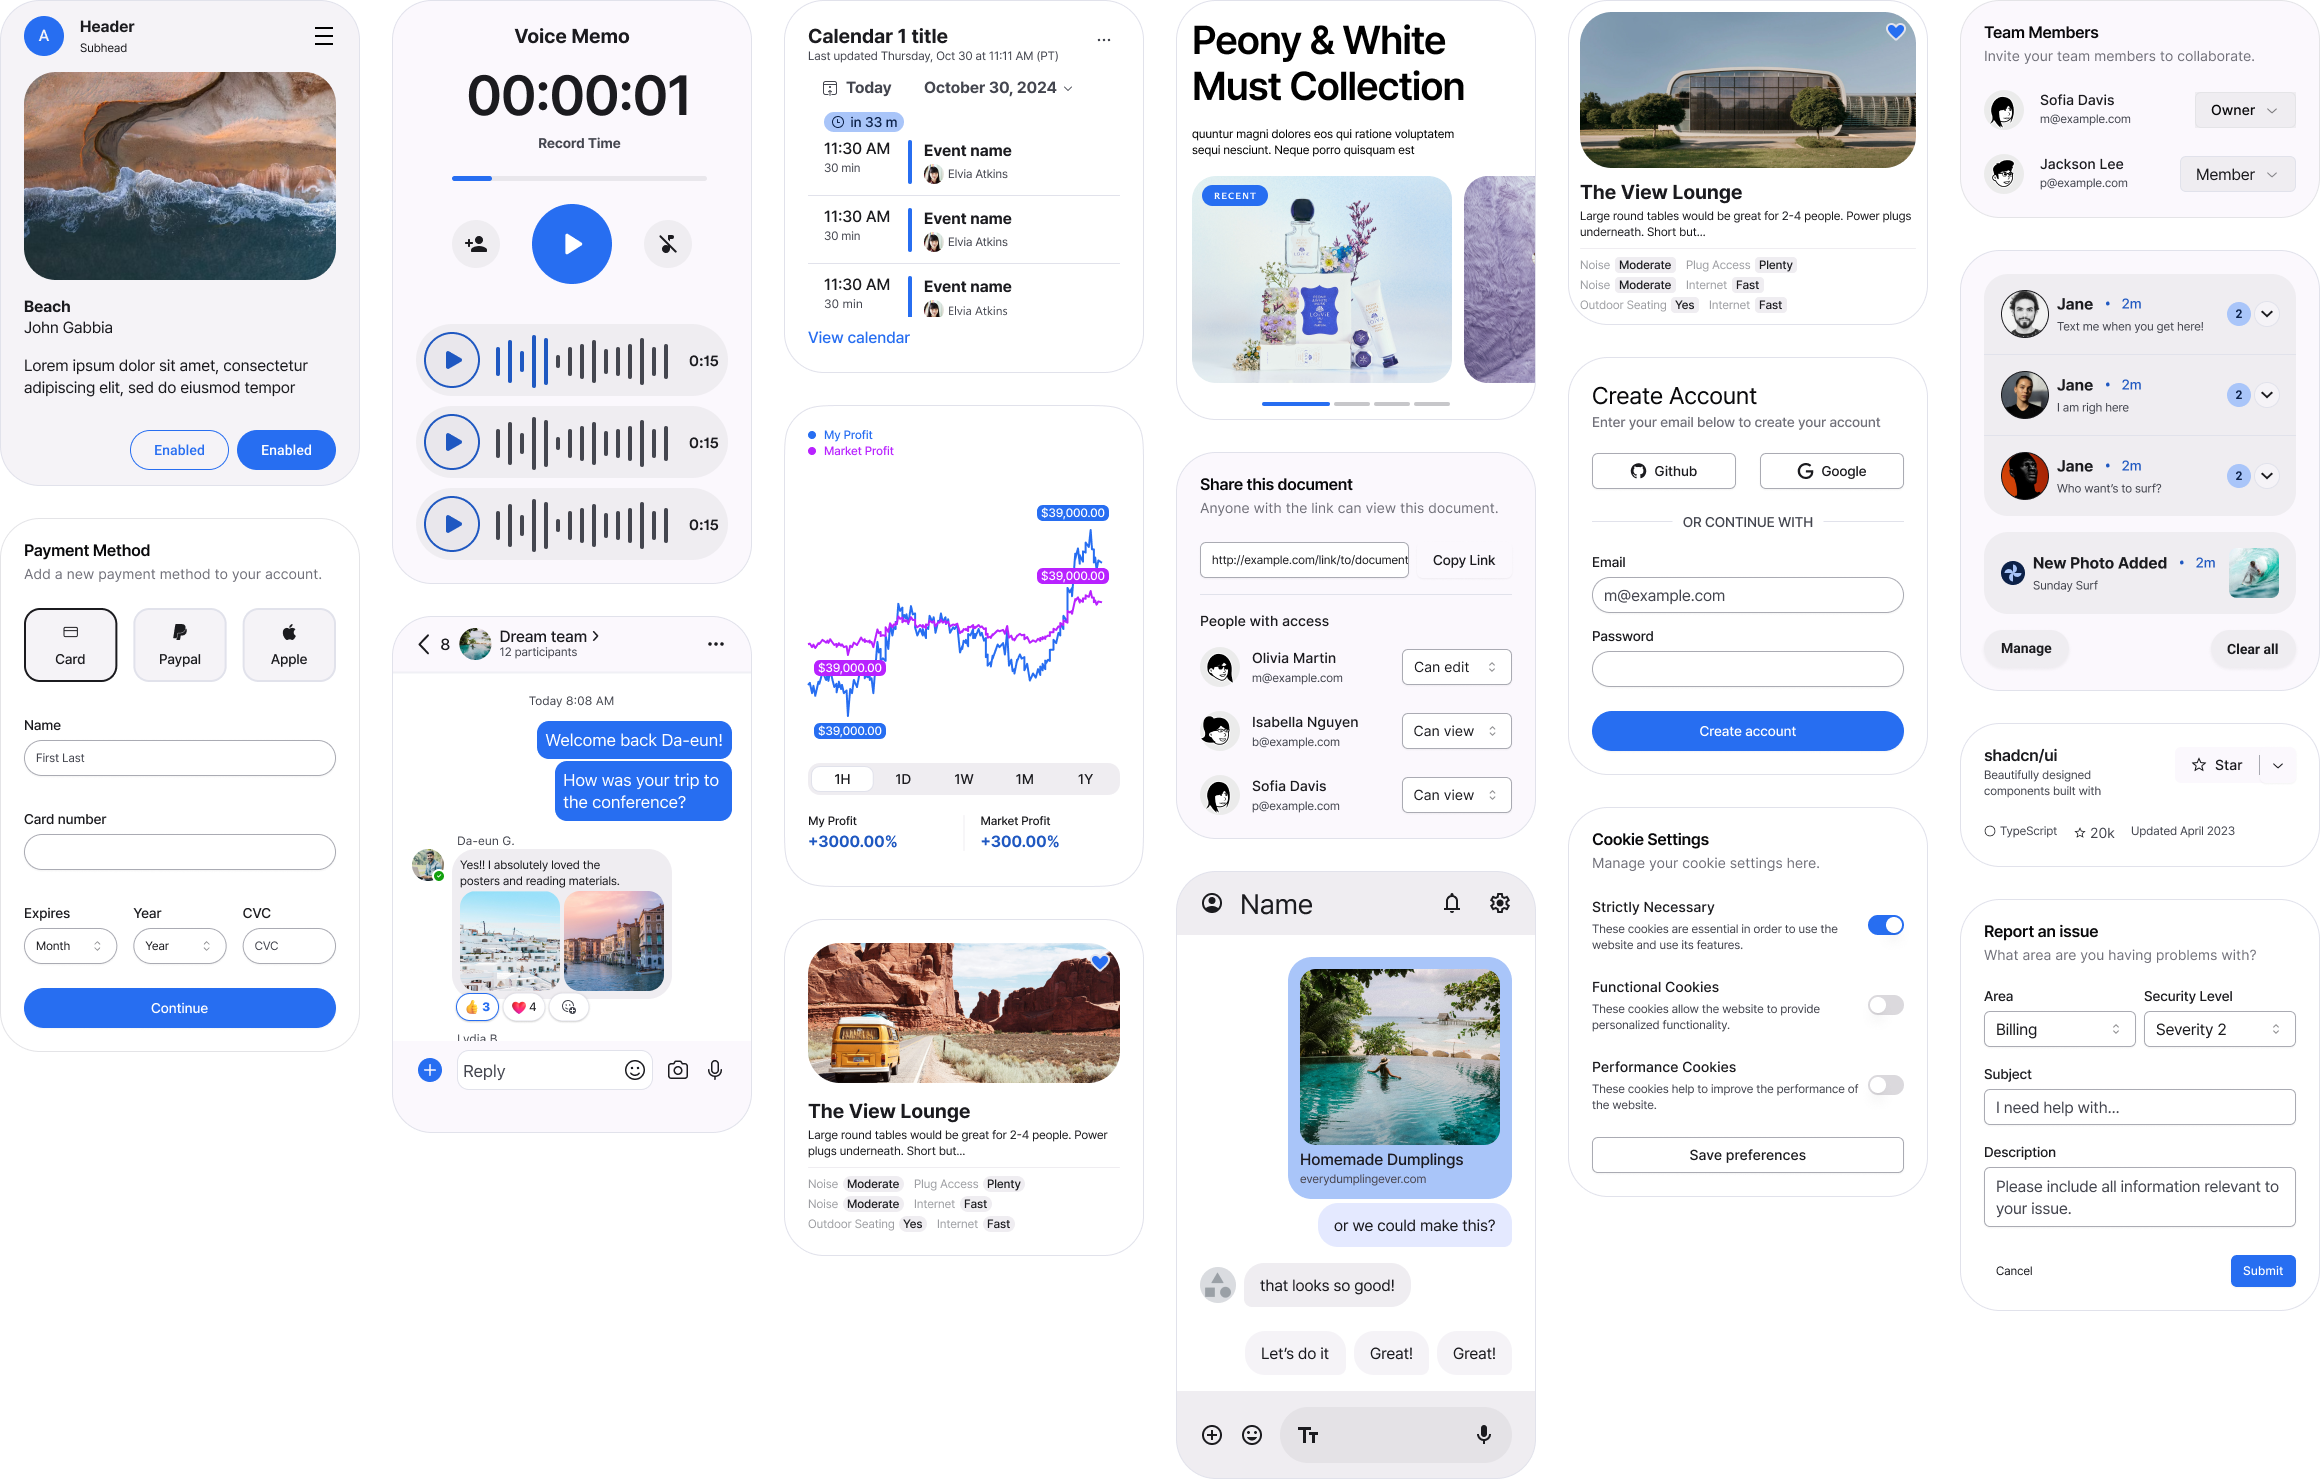 A
Header
Subhead
Beach
John Gabbia
Lorem ipsum dolor sit amet, consectetur
adipiscing elit, sed do eiusmod tempor
Enabled
Enabled
Payment Method
Add a new payment method to your account.
Card
Paypal
Apple
Name
First Last
Card number
Expires
Year
CVC
Month
Year
CVC
Continue
Voice Memo
00:00:01
Record Time
0:15
0:15
0:15
8
Dream team
12 participants
Today 8:08 AM
Welcome back Da-eun!
How was your trip to
the conference?
Da-eun G.
Yes!! I absolutely loved the
posters and reading materials.
3
4
Lydia B.
Reply
Calendar 1 title
Last updated Thursday, Oct 30 at 11:11 AM (PT)
Today
October 30, 2024
in 33 m
11:30 AM
30 min
Event name
Elvia Atkins
11:30 AM
30 min
Event name
Elvia Atkins
11:30 AM
30 min
Event name
Elvia Atkins
View calendar
My Profit
Market Profit
$39,000.00
$39,000.00
$39,000.00
$39,000.00
1H
1D
1W
1M
1Y
My Profit
+3000.00%
Market Profit
+300.00%
The View Lounge
Large round tables would be great for 2-4 people. Power
plugs underneath. Short but...
Noise Moderate Plug Access Plenty
Noise Moderate Internet Fast
Outdoor Seating Yes Internet Fast
Peony & White
Must Collection
quuntur magni dolores eos qui ratione voluptatem
sequi nesciunt. Neque porro quisquam est
RECENT
Share this document
Anyone with the link can view this document.
http://example.com/link/to/document
Copy Link
People with access
Olivia Martin
m@example.com
Can edit
Isabella Nguyen
b@example.com
Can view
Sofia Davis
p@example.com
Can view
Name
Homemade Dumplings
everydumplingever.com
or we could make this?
that looks so good!
Let's do it
Great!
Great!
The View Lounge
Large round tables would be great for 2-4 people. Power plugs
underneath. Short but...
Noise Moderate Plug Access Plenty
Noise Moderate Internet Fast
Outdoor Seating Yes Internet Fast
Create Account
Enter your email below to create your account
Github
Google
OR CONTINUE WITH
Email
m@example.com
Password
Create account
Cookie Settings
Manage your cookie settings here.
Strictly Necessary
These cookies are essential in order to use the
website and use its features.
Functional Cookies
These cookies allow the website to provide
personalized functionality.
Performance Cookies
These cookies help to improve the performance of
the website.
Save preferences
Team Members
Invite your team members to collaborate.
Sofia Davis
m@example.com
Owner
Jackson Lee
p@example.com
Member
Jane • 2m
Text me when you get here!
2
Jane • 2m
I am righ here
2
Jane • 2m
Who want's to surf?
2
New Photo Added • 2m
Sunday Surf
Manage
Clear all
shadcn/ui
Beautifully designed
components built with
Star
TypeScript
20k
Updated April 2023
Report an issue
What area are you having problems with?
Area
Security Level
Billing
Severity 2
Subject
I need help with...
Description
Please include all information relevant to
your issue.
Cancel
Submit